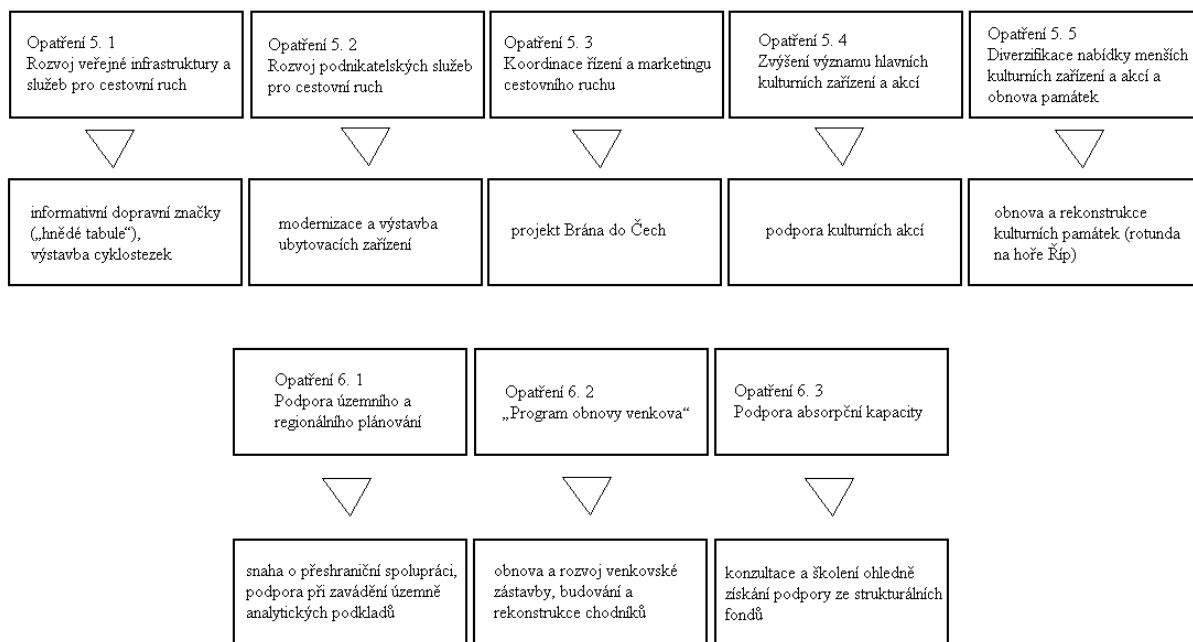 Opatření 5. 1
Rozvoj veřejné infrastruktury a
služeb pro cestovní ruch
Opatření 5. 2
Rozvoj podnikatelských služeb
pro cestovní ruch
Opatření 5. 3
Koordinace řízení a marketingu
cestovního ruchu
Opatření 5. 4
Zvýšení významu hlavních
kulturních zařízení a akcí
Opatření 5. 5
Diverzifikace nabídky menších
kulturních zařízení a akcí a
obnova památek
informativní dopravní značky
(„hnědé tabule“),
výstavba cyklostezek
modernizace a výstavba
ubytovacích zařízení
projekt Brána do Čech
podpora kulturních akcí
obnova a rekonstrukce
kulturních památek (rotunda
na hoře Říp)
Opatření 6. 1
Podpora územního a
regionálního plánování
Opatření 6. 2
„Program obnovy venkova“
Opatření 6. 3
Podpora absorpční kapacity
snaha o přeshraniční spolupráci,
podpora při zavádění územně
analytických podkladů
obnova a rozvoj venkovské
zástavby, budování a
rekonstrukce chodníků
konzultace a školení ohledně
získání podpory ze strukturálních
fondů